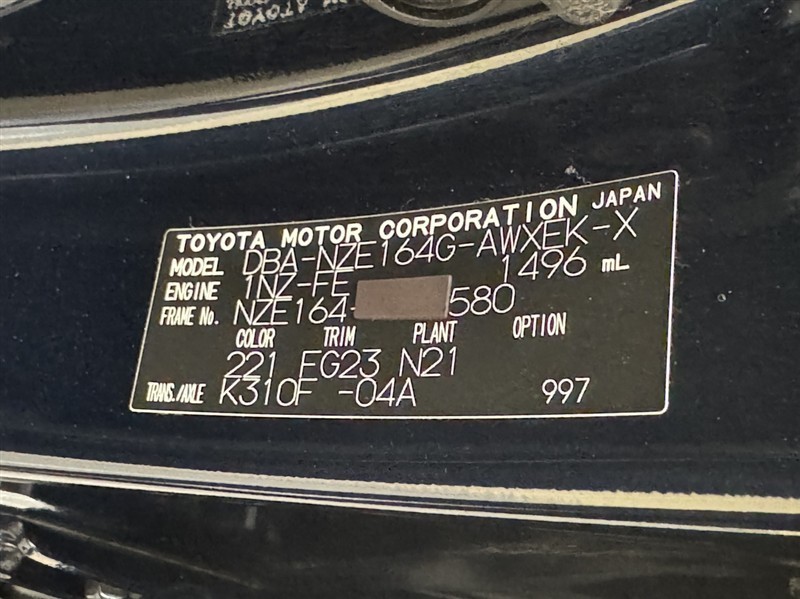 TOYOTA MOTOR CORPORATION JAPAN
MODEL DBA-NZE164G-AWXEK-X
ENGINE 1NZ-FE 1496 mL
FRAME No. NZE164- 580
COLOR TRIM PLANT OPTION
221 FG23 N21
TRANS./AXLE K310F -04A 997